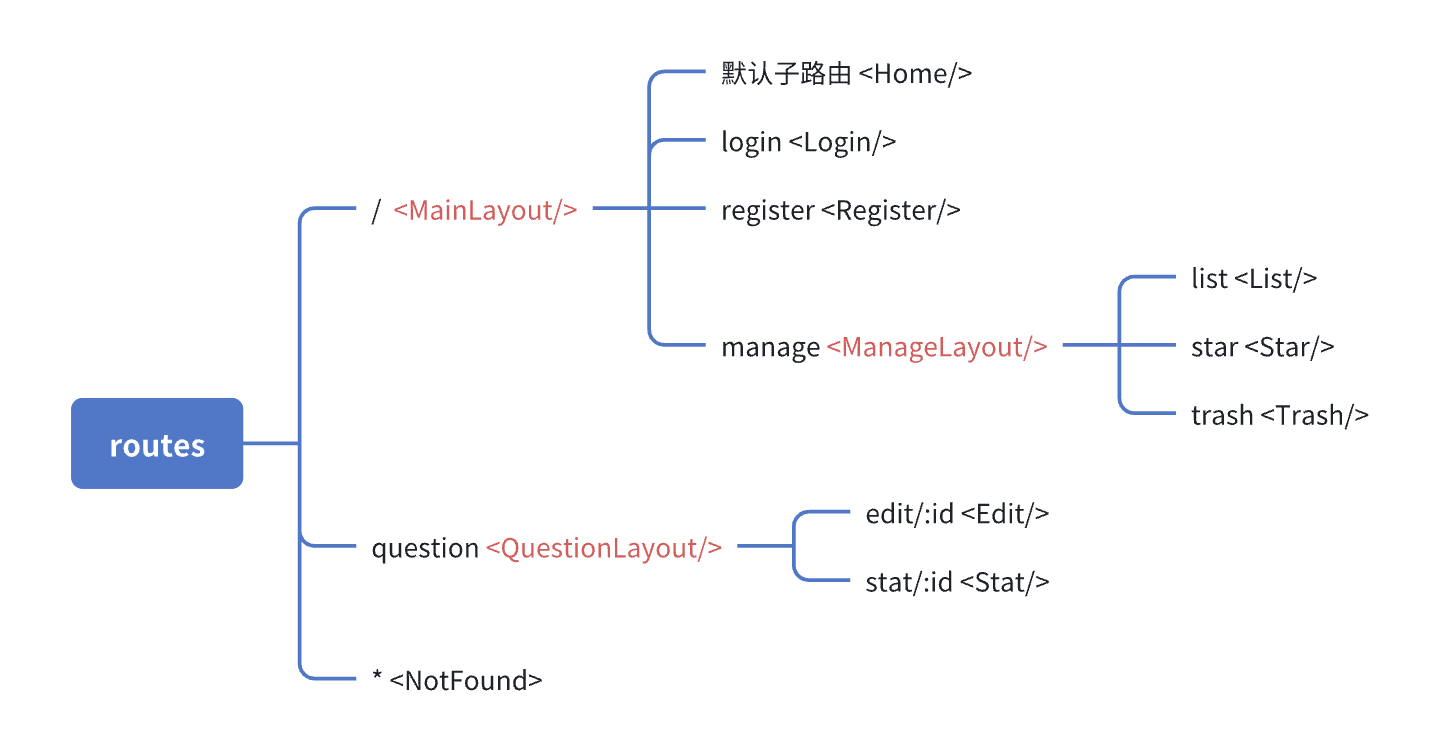 默认子路由 <Home/>
login <Login/>
/ <MainLayout/>
register <Register/>
list <List/>
manage <ManageLayout/>
star <Star/>
trash <Trash/>
routes
edit/:id <Edit/>
question <QuestionLayout/>
stat/:id <Stat/>
* <NotFound>